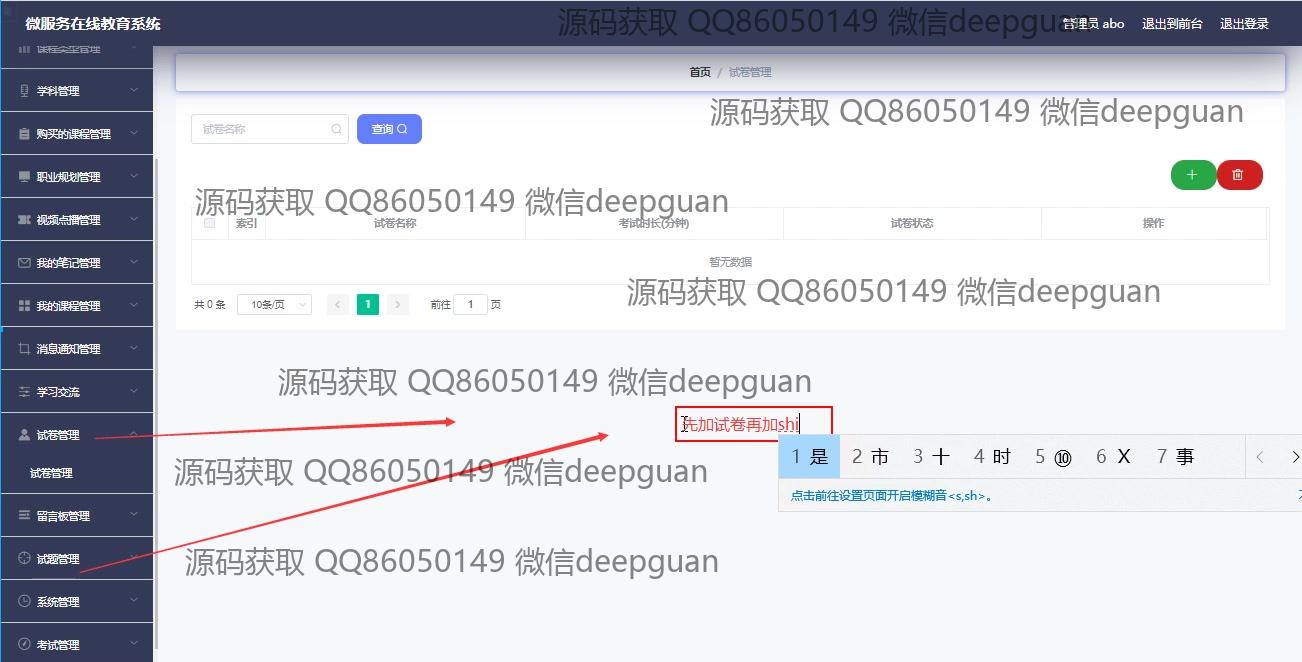 微服务在线教育系统
源码获取 QQ86050149 微信deepguan
管理员 abo 退出到前台 退出登录
课程类型管理
首页 / 试卷管理
学科管理
源码获取 QQ86050149 微信deepguan
试卷名称
查询
购买的课程管理
职业规划管理
源码获取 QQ86050149 微信deepguan
视频点播管理
索引 试卷名称 考试时长(分钟) 试卷状态 操作
我的笔记管理
暂无数据
源码获取 QQ86050149 微信deepguan
我的课程管理
共 0 条 10条/页 < 1 > 前往 1 页
消息通知管理
学习交流
源码获取 QQ86050149 微信deepguan
先加试卷再加shi
试卷管理
1 是 2 市 3 十 4 时 5 ⑩ 6 X 7 事
试卷管理
源码获取 QQ86050149 微信deepguan
点击前往设置页面开启模糊音<s,sh>。
留言板管理
试题管理
源码获取 QQ86050149 微信deepguan
系统管理
考试管理